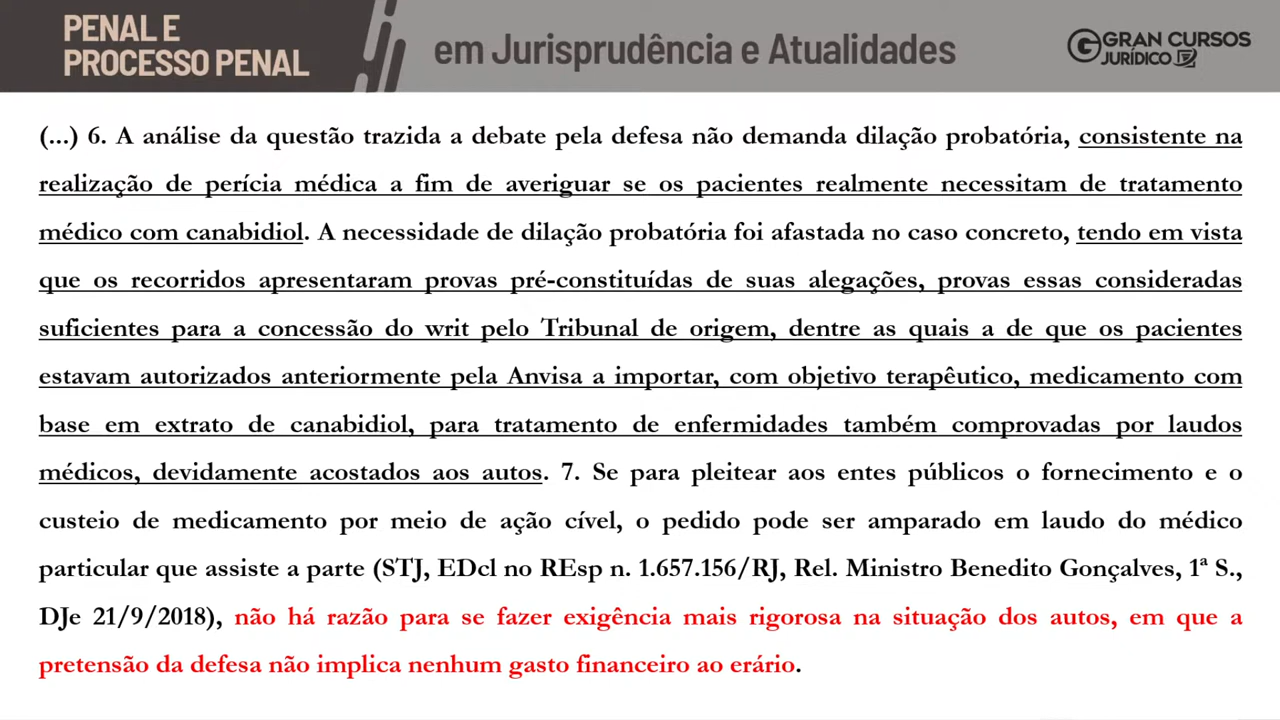 PENAL E
PROCESSO PENAL
em Jurisprudência e Atualidades
GRAN CURSOS
JURÍDICO
(...) 6. A análise da questão trazida a debate pela defesa não demanda dilação probatória, consistente na
realização de perícia médica a fim de averiguar se os pacientes realmente necessitam de tratamento
médico com canabidiol. A necessidade de dilação probatória foi afastada no caso concreto, tendo em vista
que os recorridos apresentaram provas pré-constituídas de suas alegações, provas essas consideradas
suficientes para a concessão do writ pelo Tribunal de origem, dentre as quais a de que os pacientes
estavam autorizados anteriormente pela Anvisa a importar, com objetivo terapêutico, medicamento com
base em extrato de canabidiol, para tratamento de enfermidades também comprovadas por laudos
médicos, devidamente acostados aos autos. 7. Se para pleitear aos entes públicos o fornecimento e o
custeio de medicamento por meio de ação cível, o pedido pode ser amparado em laudo do médico
particular que assiste a parte (STJ, EDcl no REsp n. 1.657.156/RJ, Rel. Ministro Benedito Gonçalves, 1ª S.,
DJe 21/9/2018), não há razão para se fazer exigência mais rigorosa na situação dos autos, em que a
pretensão da defesa não implica nenhum gasto financeiro ao erário.